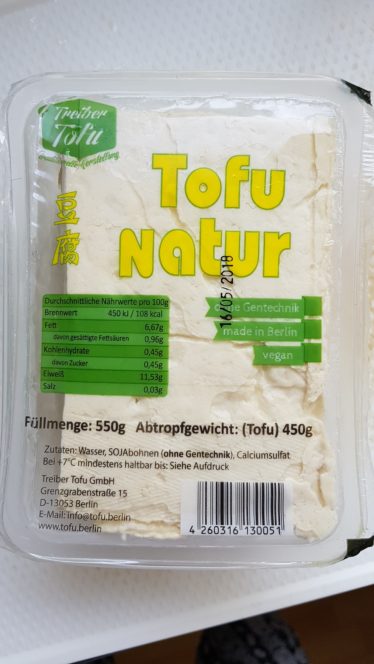 Treiber
Tofu
Tofu
Natur
豆腐
16/05/2018
Durchschnittliche Nährwerte pro 100g
Brennwert 450 kJ / 108 kcal
Fett 6,67g
davon gesättigte Fettsäuren 0,96g
Kohlenhydrate 0,45g
davon Zucker 0,45g
Eiweiß 11,53g
Salz 0,03g
ohne Gentechnik
made in Berlin
vegan
Füllmenge: 550g Abtropfgewicht: (Tofu) 450g
Zutaten: Wasser, SOJAbohnen (ohne Gentechnik), Calciumsulfat
Bei +7°C mindestens haltbar bis: Siehe Aufdruck
Treiber Tofu GmbH
Grenzgrabenstraße 15
D-13053 Berlin
E-Mail: info@tofu.berlin
www.tofu.berlin
4 260316 130051